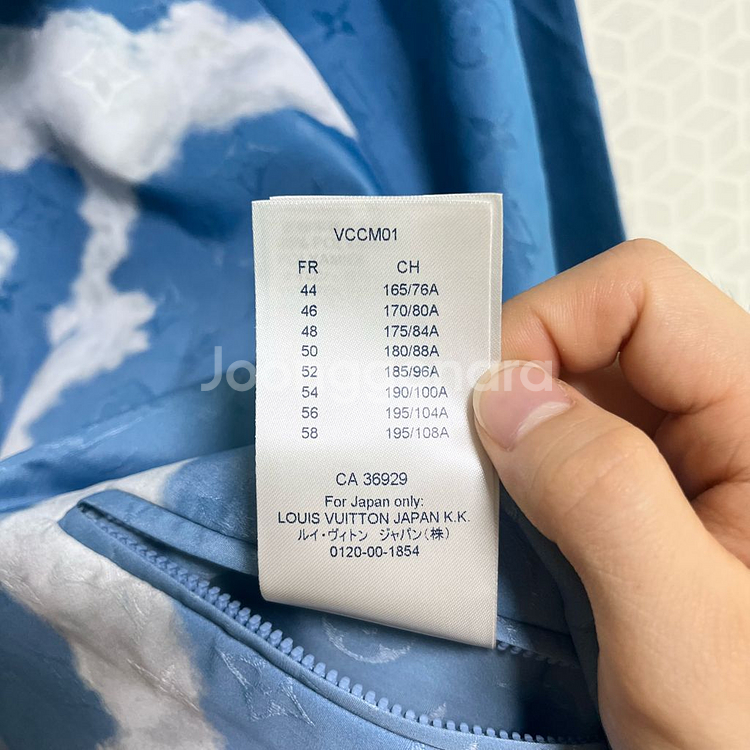 VCCM01
FR CH
44 165/76A
46 170/80A
48 175/84A
50 180/88A
52 185/96A
54 190/100A
56 195/104A
58 195/108A
CA 36929
For Japan only:
LOUIS VUITTON JAPAN K.K.
ルイ・ヴィトン ジャパン(株)
0120-00-1854
Joonggonara